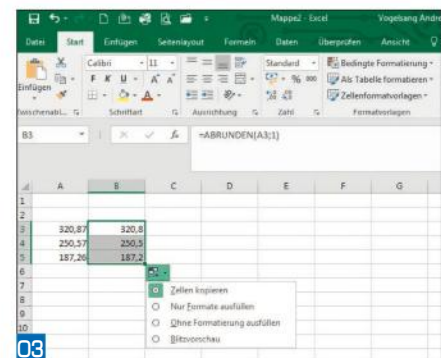 Mappe2 - Excel Vogelsang Andre
Datei Start Einfügen Seitenlayout Formeln Daten Überprüfen Ansicht
Calibri 11 Standard Bedingte Formatierung
Einfügen F K U A A % 000 Als Tabelle formatieren
A Zellenformatvorlagen
Zwischenabl... Schriftart Ausrichtung Zahl Formatvorlagen
B3 fx =ABRUNDEN(A3;1)
A B C D E F G
1
2
3 320,87 320,8
4 250,57 250,5
5 187,26 187,2
6
7 Zellen kopieren
8 Nur Formate ausfüllen
9 Ohne Formatierung ausfüllen
10 Blitzvorschau
03